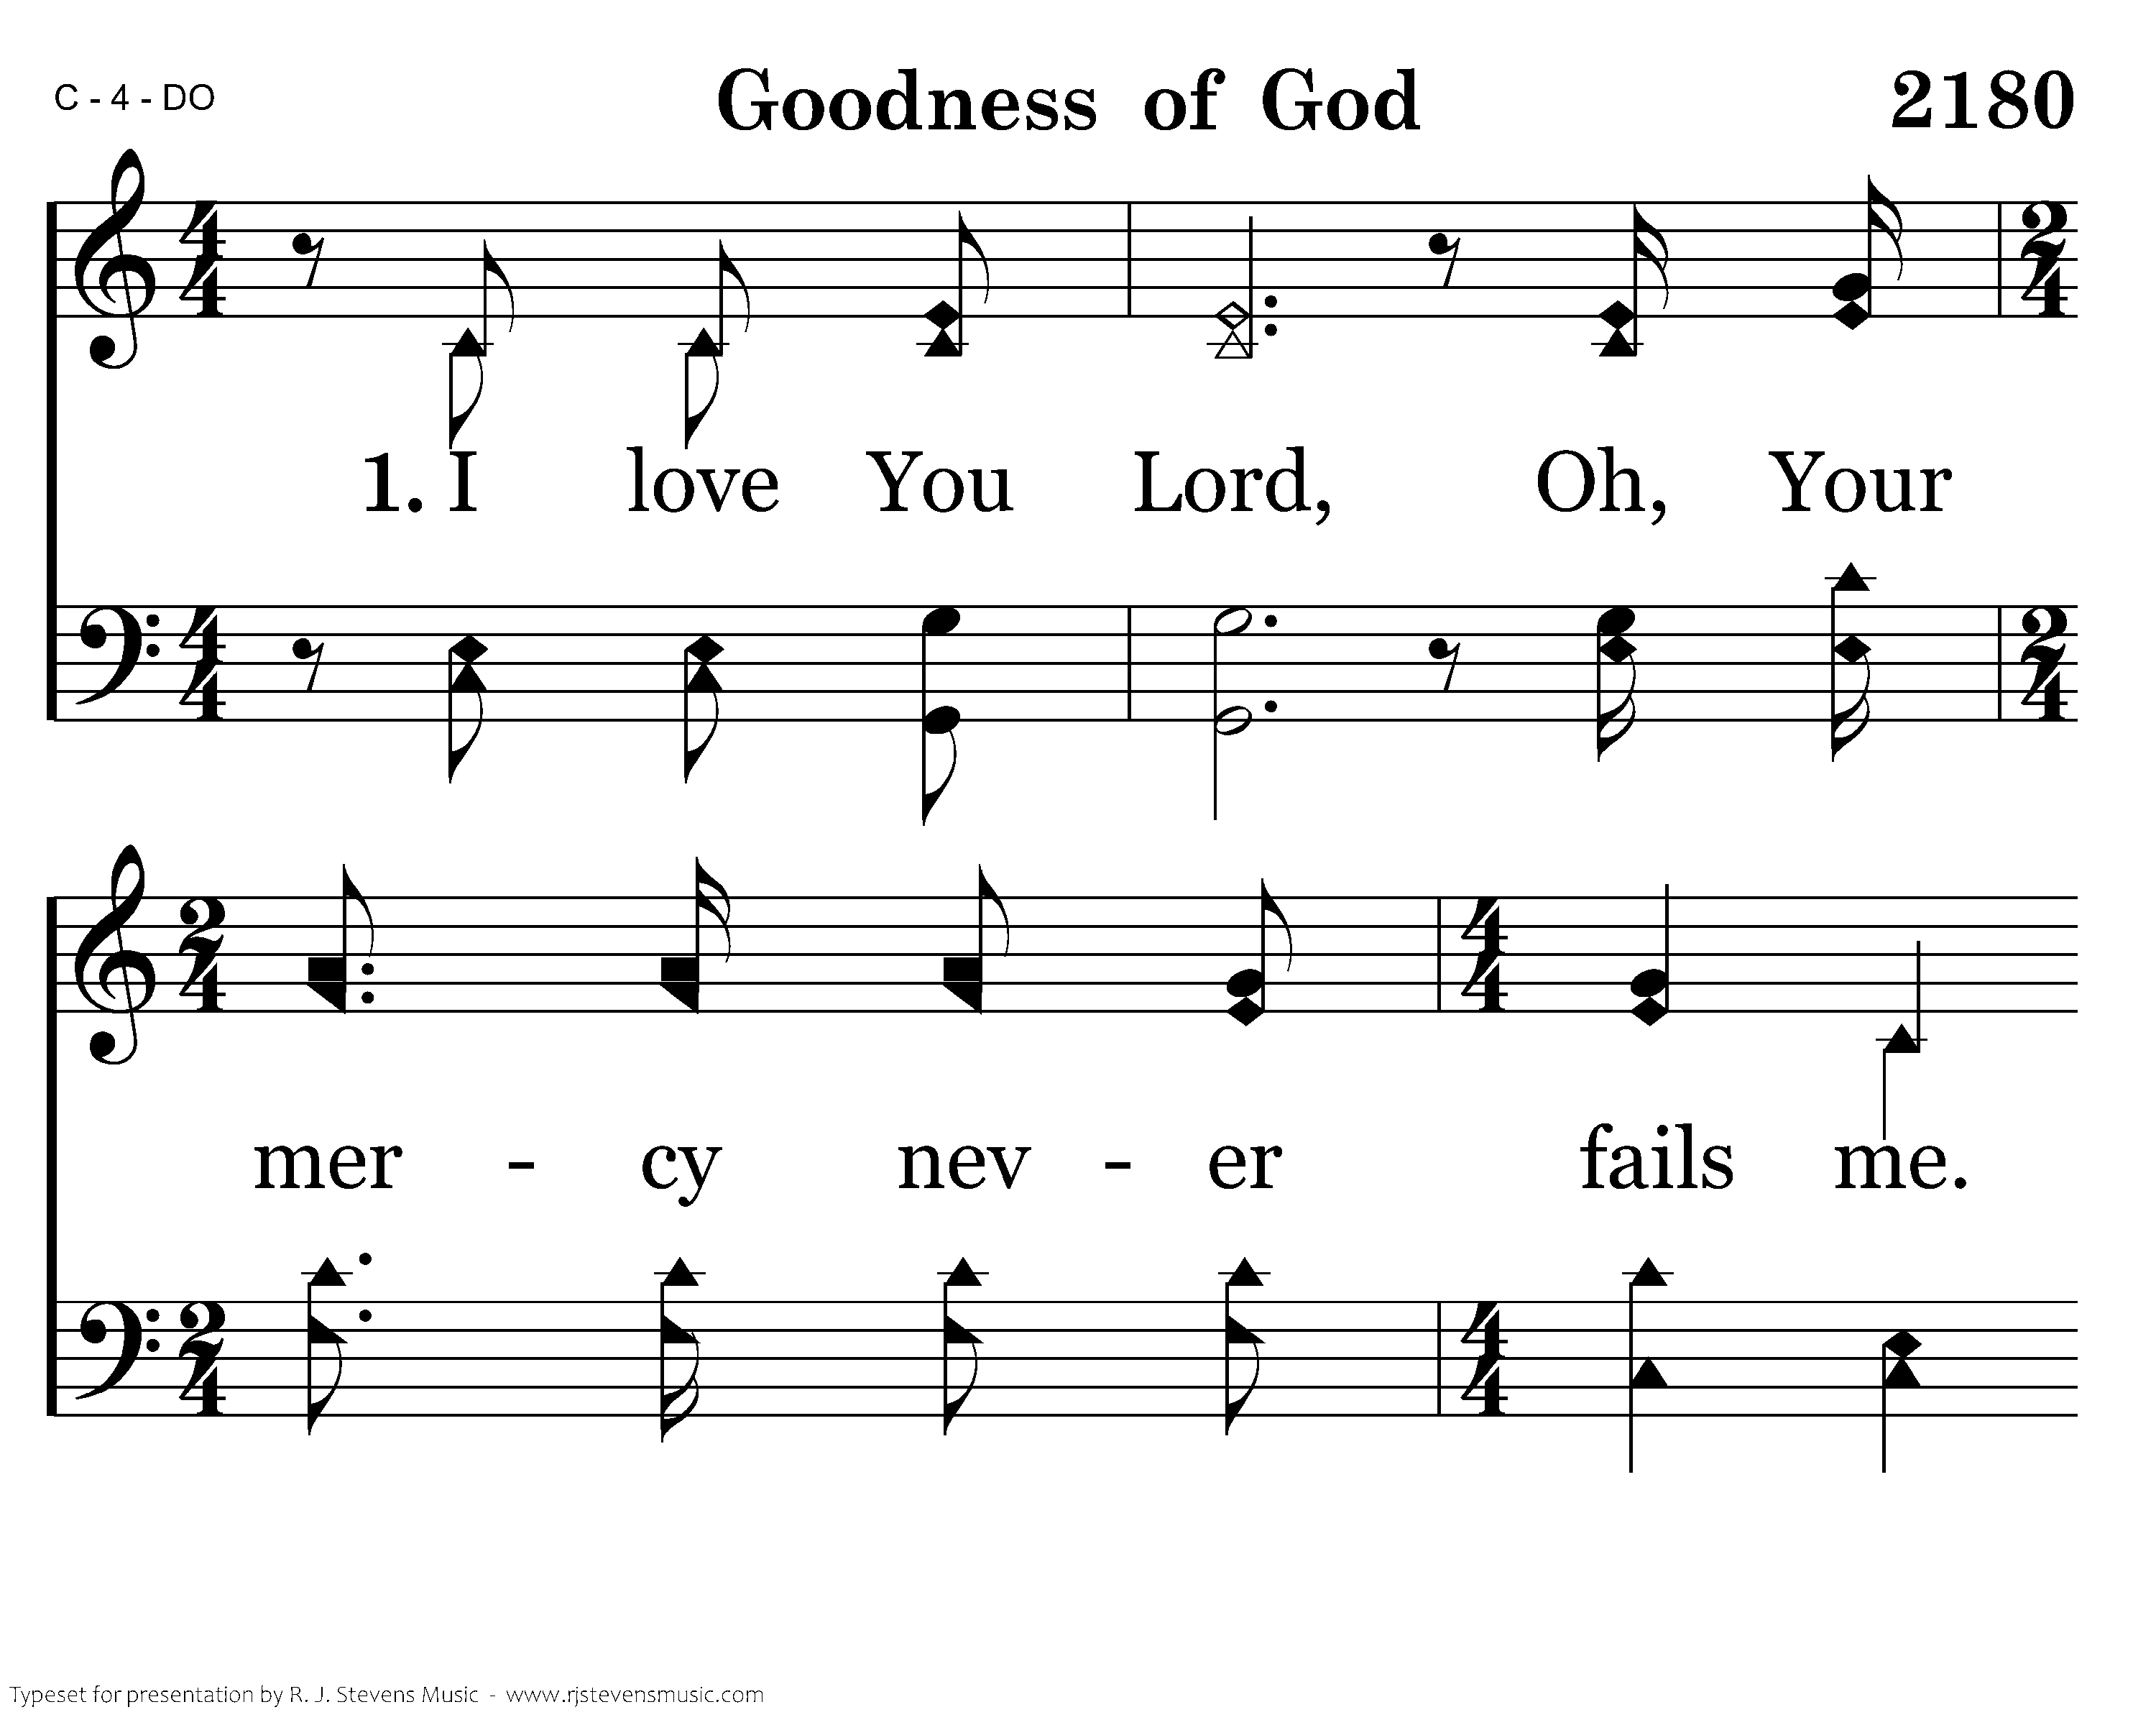 C - 4 - DO Goodness of God 2180
1. I love You Lord, Oh, Your
mer - cy nev - er fails me.
Typeset for presentation by R. J. Stevens Music - www.rjstevensmusic.com